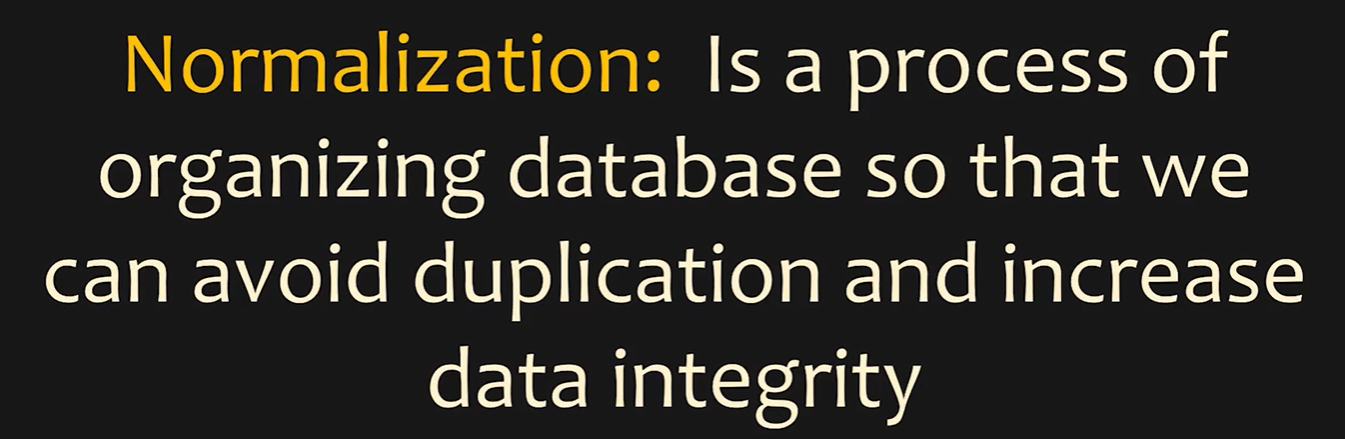 Normalization: Is a process of
organizing database so that we
can avoid duplication and increase
data integrity